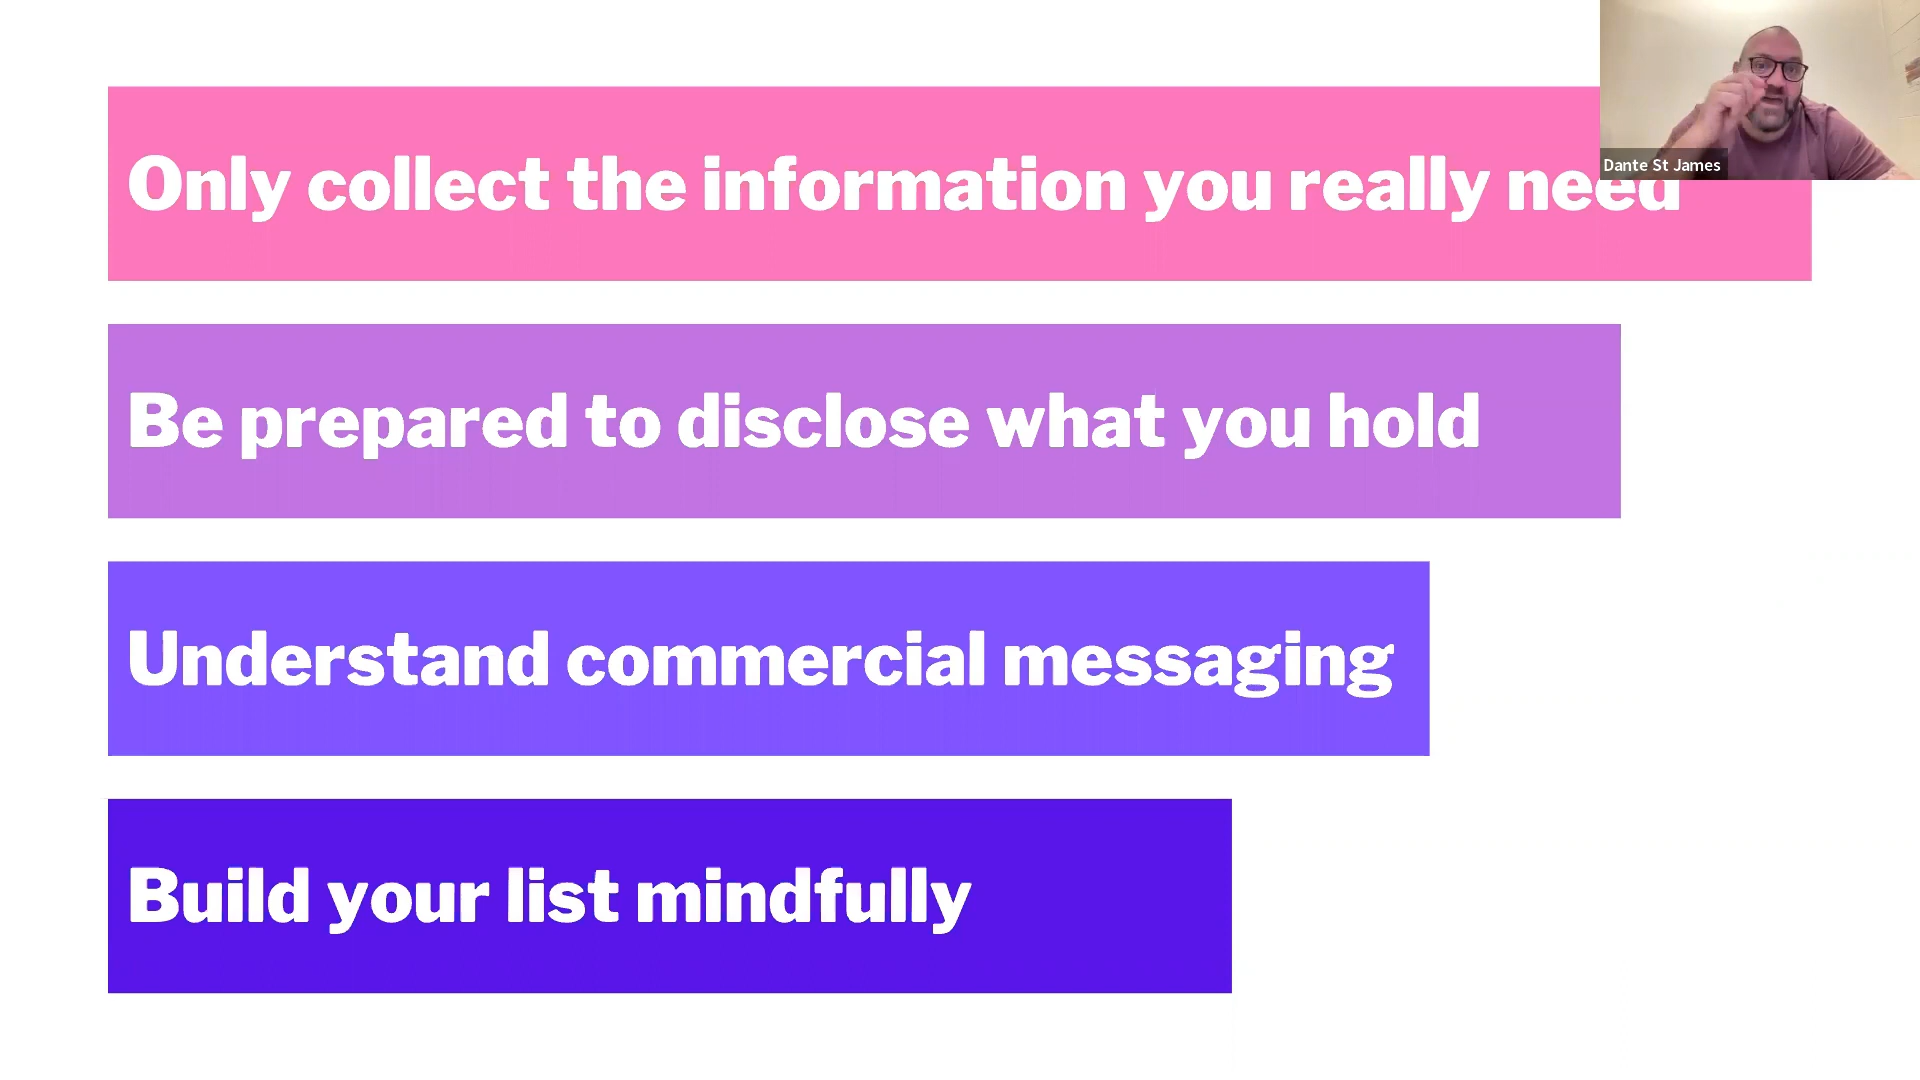 Only collect the information you really need
Dante St James
Be prepared to disclose what you hold
Understand commercial messaging
Build your list mindfully